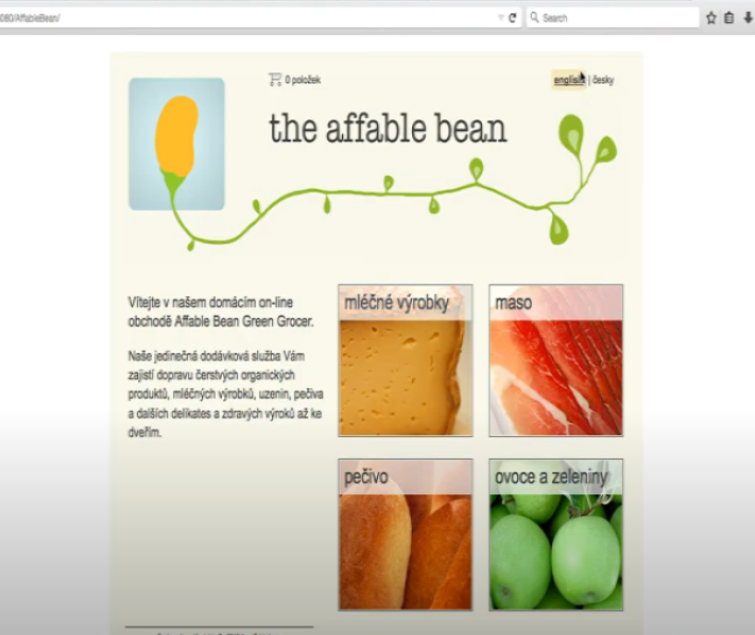 080/AffableBean/
Search
0 položek
english | česky
the affable bean
Vítejte v našem domácím on-line
obchodě Affable Bean Green Grocer.
Naše jedinečná dodávková služba Vám
zajistí dopravu čerstvých organických
produktů, mléčných výrobků, uzenin, pečiva
a dalších delikates a zdravých výroků až ke
dveřím.
mléčné výrobky
maso
pečivo
ovoce a zeleniny